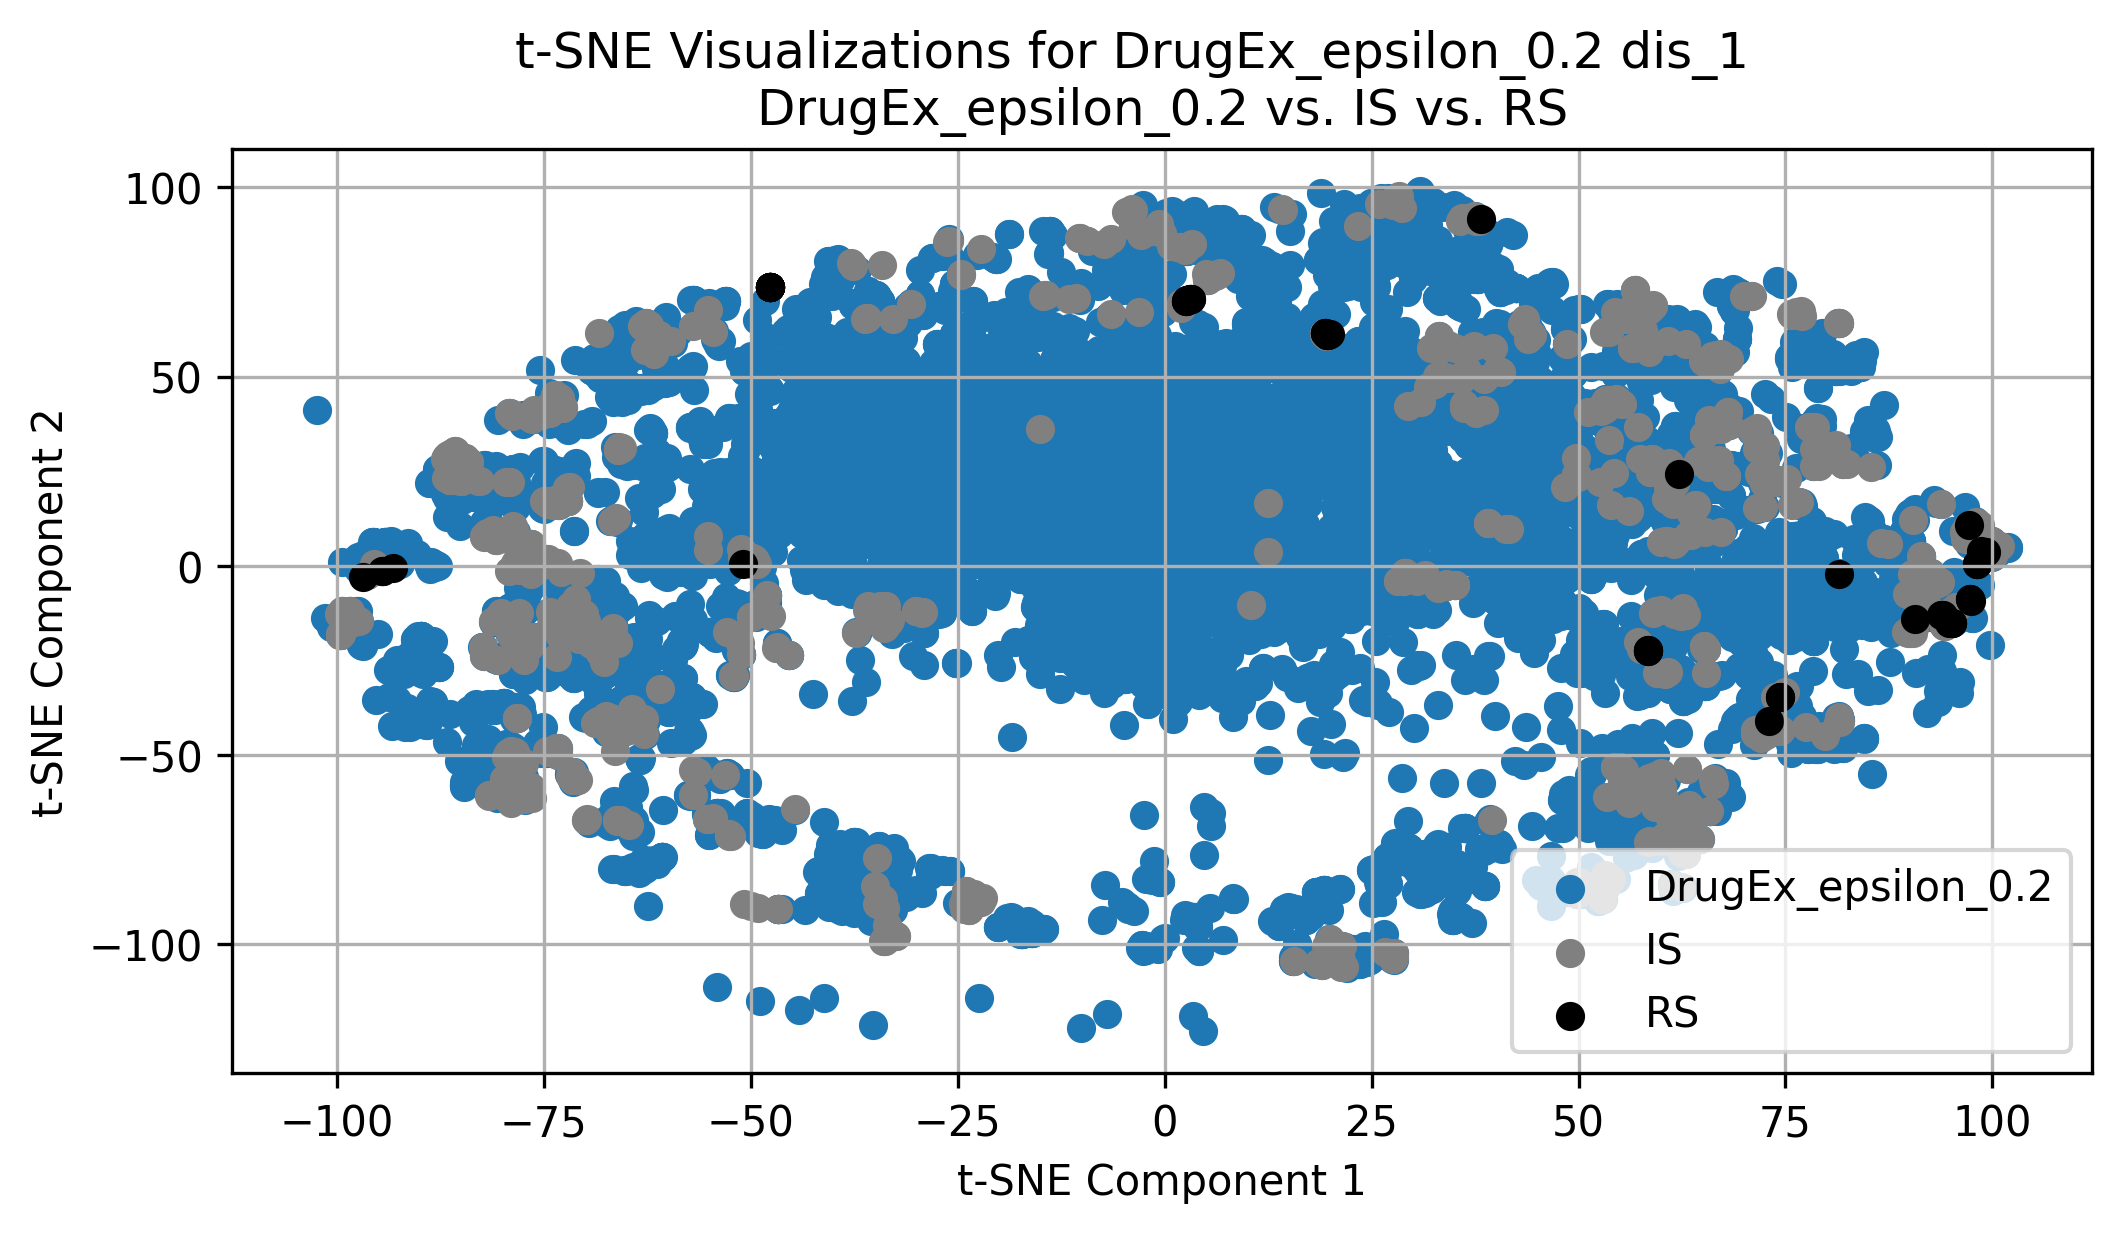 t-SNE Visualizations for DrugEx_epsilon_0.2 dis_1
DrugEx_epsilon_0.2 vs. IS vs. RS
t-SNE Component 2
100
50
0
−50
−100
DrugEx_epsilon_0.2
IS
RS
−100 −75 −50 −25 0 25 50 75 100
t-SNE Component 1